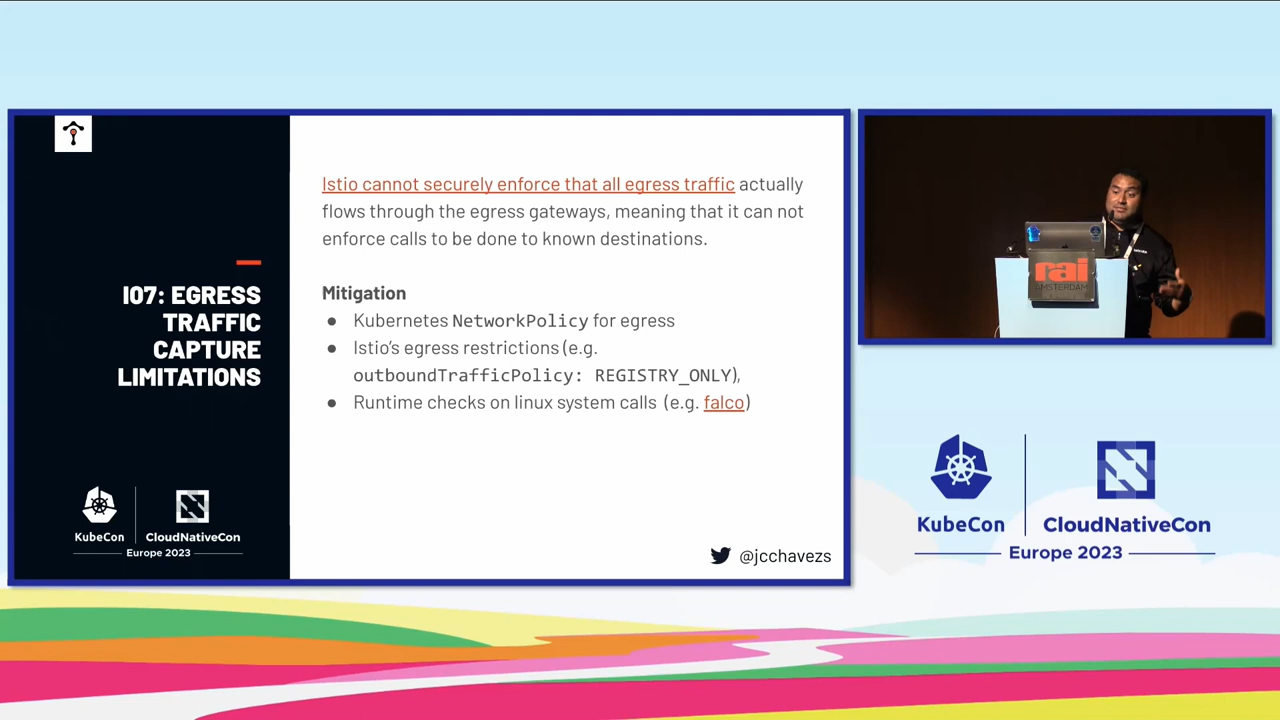 I07: EGRESS
TRAFFIC
CAPTURE
LIMITATIONS
Istio cannot securely enforce that all egress traffic actually
flows through the egress gateways, meaning that it can not
enforce calls to be done to known destinations.
Mitigation
● Kubernetes NetworkPolicy for egress
● Istio’s egress restrictions (e.g.
outboundTrafficPolicy: REGISTRY_ONLY),
● Runtime checks on linux system calls (e.g. falco)
KubeCon
CloudNativeCon
Europe 2023
@jcchavezs
rai
AMSTERDAM
KubeCon
CloudNativeCon
Europe 2023